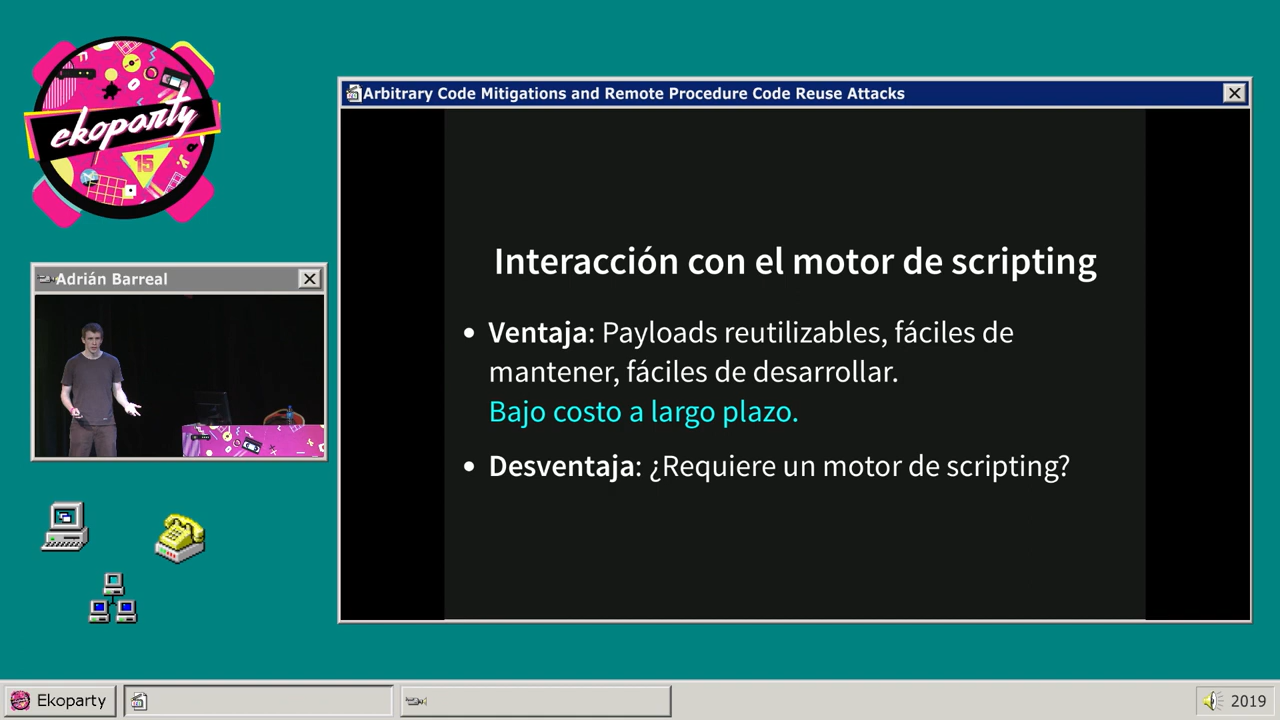 ekoparty
15
Arbitrary Code Mitigations and Remote Procedure Code Reuse Attacks
Adrián Barreal
Interacción con el motor de scripting
• Ventaja: Payloads reutilizables, fáciles de
mantener, fáciles de desarrollar.
Bajo costo a largo plazo.
• Desventaja: ¿Requiere un motor de scripting?
Ekoparty
2019